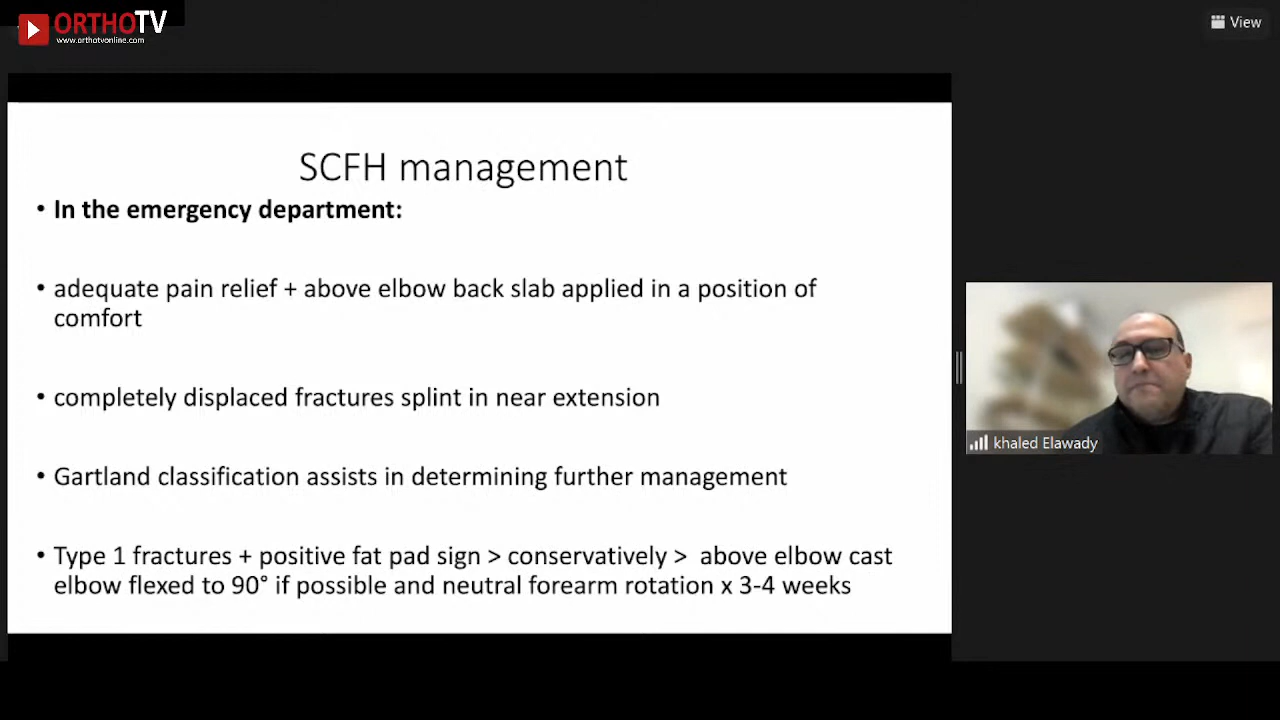 ORTHOTV
www.orthotvonline.com
View
SCFH management
• In the emergency department:
• adequate pain relief + above elbow back slab applied in a position of
comfort
• completely displaced fractures splint in near extension
• Gartland classification assists in determining further management
• Type 1 fractures + positive fat pad sign > conservatively > above elbow cast
elbow flexed to 90° if possible and neutral forearm rotation x 3-4 weeks
khaled Elawady